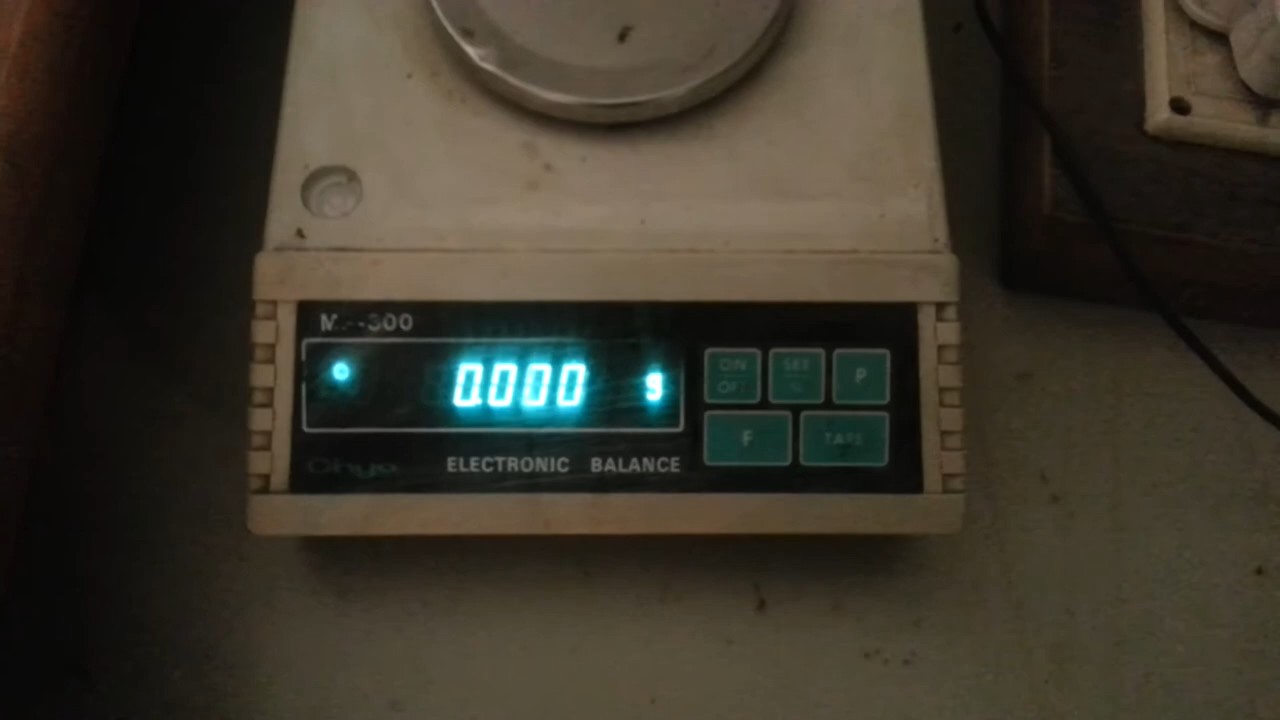 0.000 g
ON
OFF
P
ELECTRONIC BALANCE
F
TARE